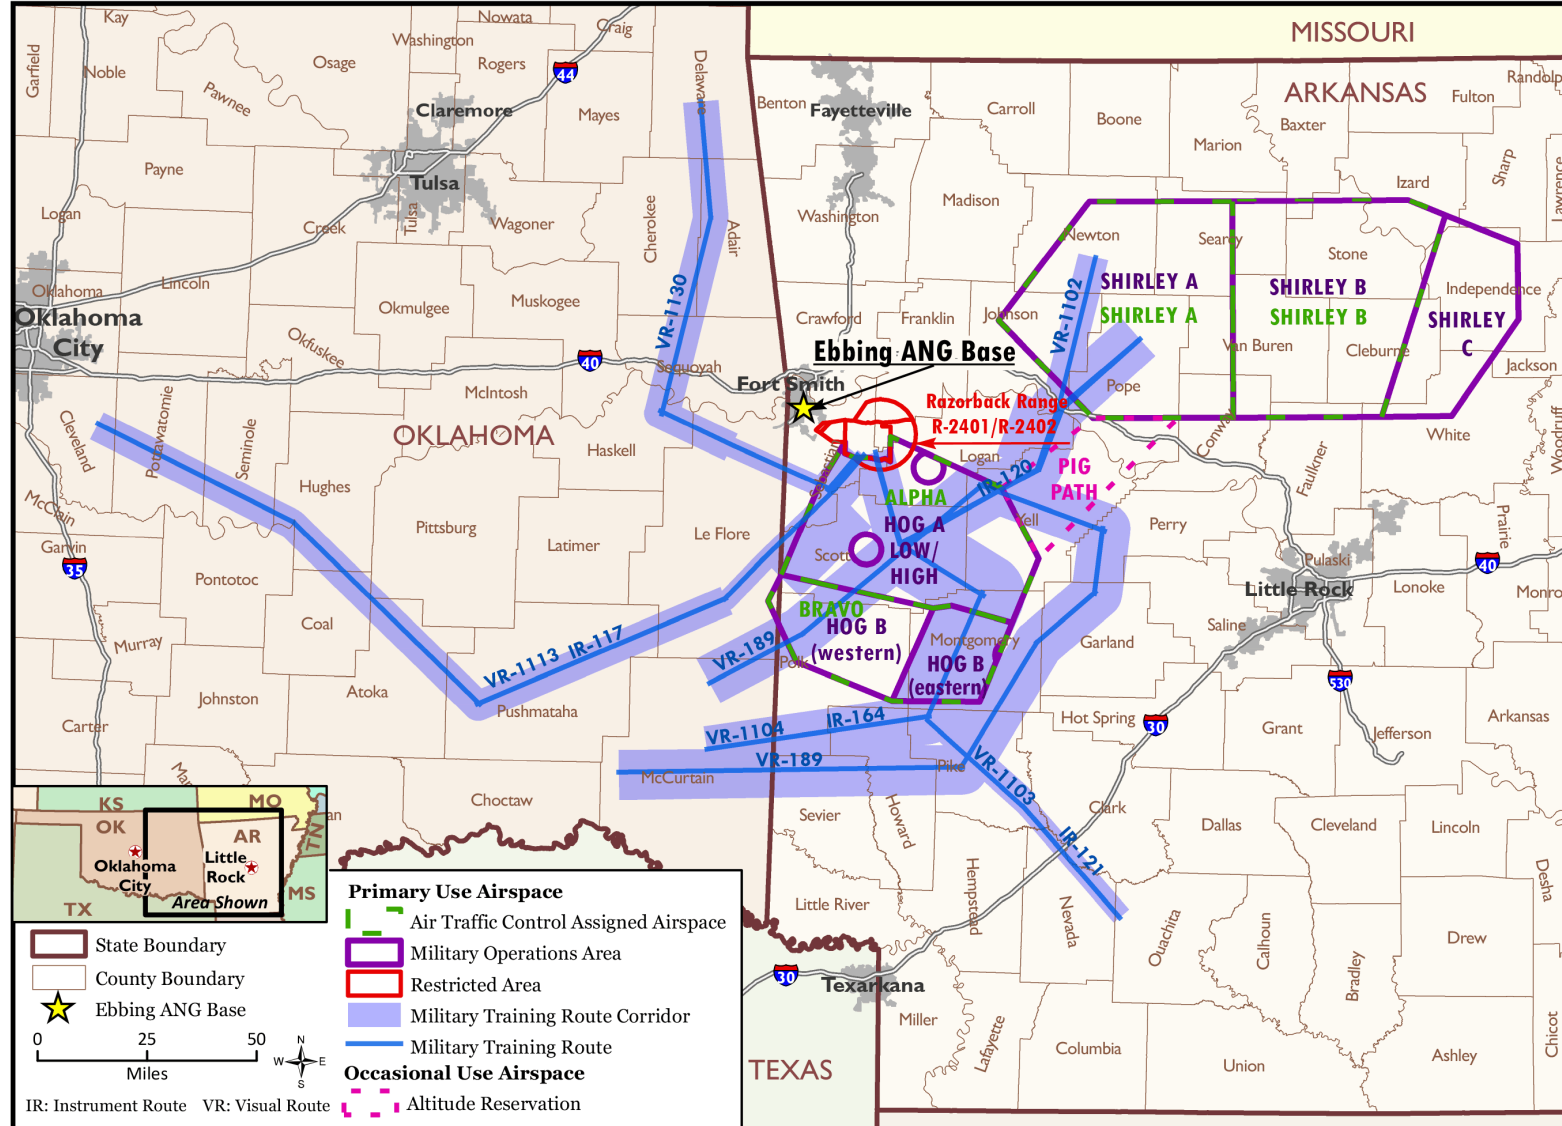 MISSOURI
ARKANSAS
OKLAHOMA
TEXAS
Kay
Nowata
Craig
Washington
Osage
Rogers
Garfield
Noble
Pawnee
44
Delaware
Claremore
Mayes
Payne
Tulsa
Tulsa
Logan
Creek
Wagoner
Cherokee
Adair
Oklahoma
Lincoln
Okmulgee
Muskogee
Oklahoma
City
Okfuskee
40
Sequoyah
McIntosh
Cleveland
Pottawatomie
Seminole
Hughes
Haskell
McClain
Garvin
35
Pittsburg
Latimer
Le Flore
Pontotoc
Coal
Murray
Johnston
Atoka
Pushmataha
Carter
McCurtain
Choctaw
Benton
Fayetteville
Carroll
Boone
Marion
Baxter
Fulton
Randolp
Izard
Sharp
Lawrence
Madison
Washington
Newton
Searcy
Stone
Independence
SHIRLEY A
SHIRLEY A
SHIRLEY B
SHIRLEY B
SHIRLEY
C
Crawford
Franklin
Johnson
Van Buren
Cleburne
Jackson
Pope
Ebbing ANG Base
Fort Smith
Razorback Range
R-2401/R-2402
Logan
Sebastian
White
Woodruff
Conway
Faulkner
PIG
PATH
ALPHA
HOG A
LOW/
HIGH
Yell
Perry
Prairie
Scott
Pulaski
40
Little Rock
Lonoke
Monro
BRAVO
HOG B
(western)
Montgomery
HOG B
(eastern)
Garland
Saline
Polk
530
Hot Spring
30
Grant
Jefferson
Arkansas
Pike
Clark
Sevier
Howard
Dallas
Cleveland
Lincoln
Desha
Hempstead
Little River
Nevada
Ouachita
Calhoun
Drew
Bradley
30
Texarkana
Miller
Lafayette
Columbia
Union
Ashley
Chicot
VR-1130
VR-1102
IR-120
VR-1113
IR-117
VR-189
VR-1104
IR-164
VR-189
VR-1103
IR-121
KS
MO
OK
AR
TN
Oklahoma
City
Little
Rock
MS
TX
Area Shown
State Boundary
County Boundary
Ebbing ANG Base
0 25 50
Miles
N
W E
S
IR: Instrument Route VR: Visual Route
Primary Use Airspace
Air Traffic Control Assigned Airspace
Military Operations Area
Restricted Area
Military Training Route Corridor
Military Training Route
Occasional Use Airspace
Altitude Reservation